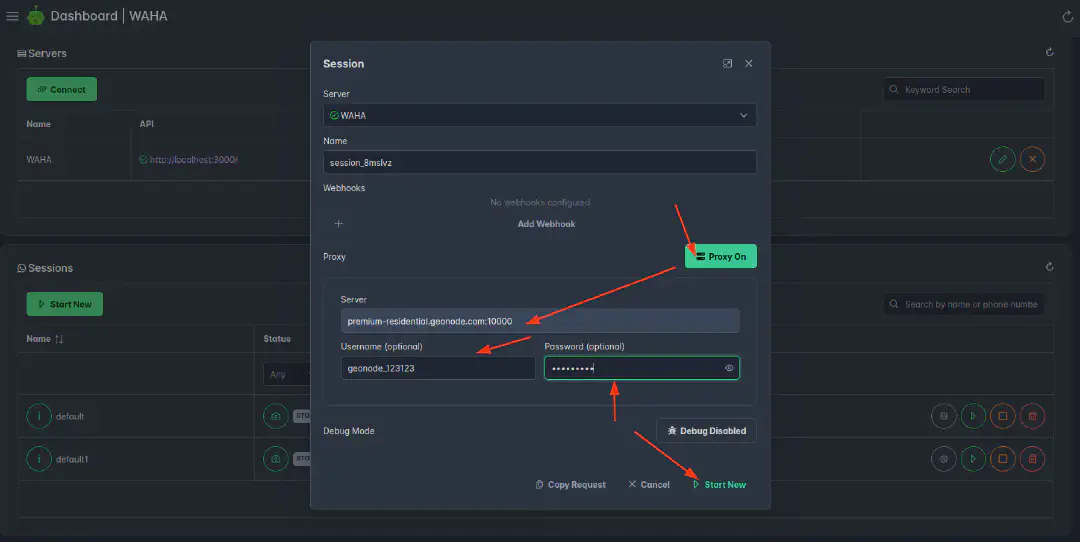 Dashboard | WAHA
Servers
Connect
Keyword Search
Name API
WAHA http://localhost:3000/
Sessions
Start New
Search by name or phone numbe
Name Status
Any
default STO
default1 STO
Session
Server
WAHA
Name
session_8mslvz
Webhooks
No webhooks configured
Add Webhook
Proxy Proxy On
Server
premium-residential.geonode.com:10000
Username (optional) Password (optional)
geonode_123123 •••••••••
Debug Mode Debug Disabled
Copy Request Cancel Start New